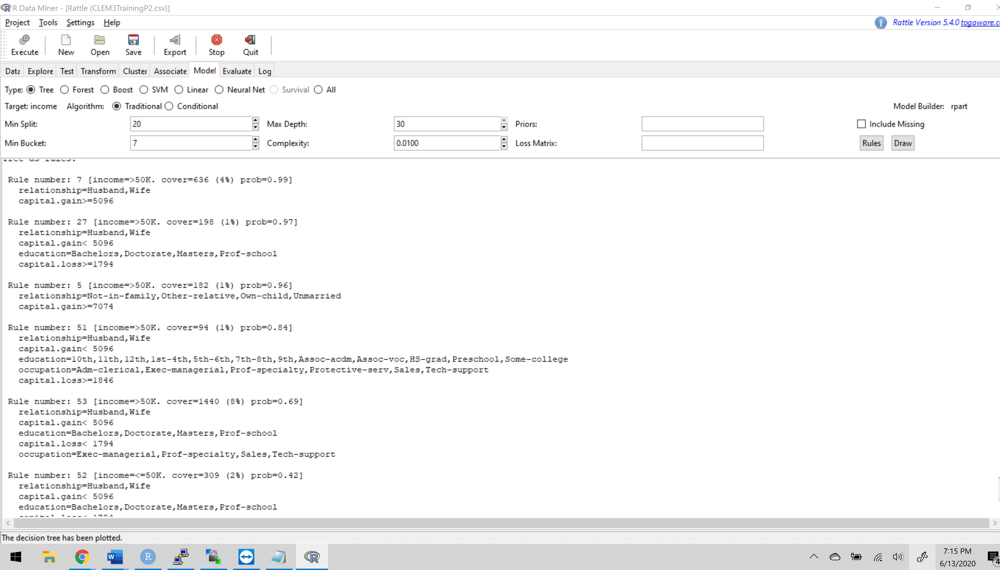 R Data Miner - [Rattle (CLEM3TrainingP2.csv)]
Project Tools Settings Help
Rattle Version 5.4.0 togaware.c
Execute New Open Save Export Stop Quit
Data Explore Test Transform Cluster Associate Model Evaluate Log
Type: Tree Forest Boost SVM Linear Neural Net Survival All
Target: income Algorithm: Traditional Conditional Model Builder: rpart
Min Split: 20 Max Depth: 30 Priors: Include Missing
Min Bucket: 7 Complexity: 0.0100 Loss Matrix: Rules Draw
Rule number: 7 [income=>50K. cover=636 (4%) prob=0.99]
relationship=Husband,Wife
capital.gain>=5096
Rule number: 27 [income=>50K. cover=198 (1%) prob=0.97]
relationship=Husband,Wife
capital.gain< 5096
education=Bachelors,Doctorate,Masters,Prof-school
capital.loss>=1794
Rule number: 5 [income=>50K. cover=182 (1%) prob=0.96]
relationship=Not-in-family,Other-relative,Own-child,Unmarried
capital.gain>=7074
Rule number: 51 [income=>50K. cover=94 (1%) prob=0.84]
relationship=Husband,Wife
capital.gain< 5096
education=10th,11th,12th,1st-4th,5th-6th,7th-8th,9th,Assoc-acdm,Assoc-voc,HS-grad,Preschool,Some-college
occupation=Adm-clerical,Exec-managerial,Prof-specialty,Protective-serv,Sales,Tech-support
capital.loss>=1846
Rule number: 53 [income=>50K. cover=1440 (8%) prob=0.69]
relationship=Husband,Wife
capital.gain< 5096
education=Bachelors,Doctorate,Masters,Prof-school
capital.loss< 1794
occupation=Exec-managerial,Prof-specialty,Sales,Tech-support
Rule number: 52 [income=<=50K. cover=309 (2%) prob=0.42]
relationship=Husband,Wife
capital.gain< 5096
education=Bachelors,Doctorate,Masters,Prof-school
The decision tree has been plotted.
7:15 PM
6/13/2020
4